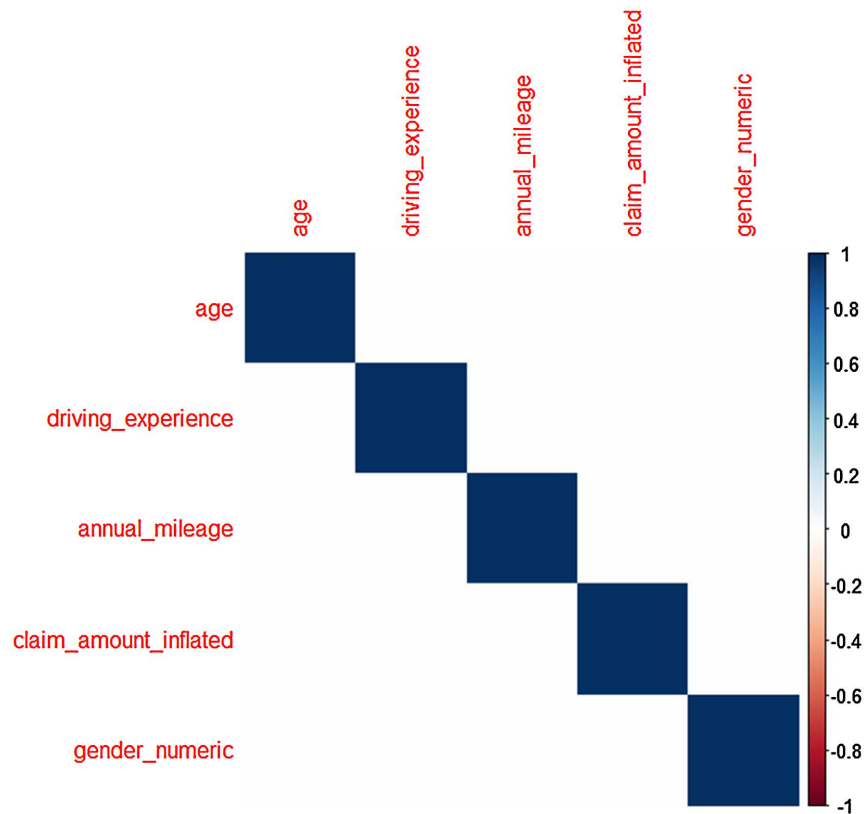 age
driving_experience
annual_mileage
claim_amount_inflated
gender_numeric
age
driving_experience
annual_mileage
claim_amount_inflated
gender_numeric
1
0.8
0.6
0.4
0.2
0
-0.2
-0.4
-0.6
-0.8
-1